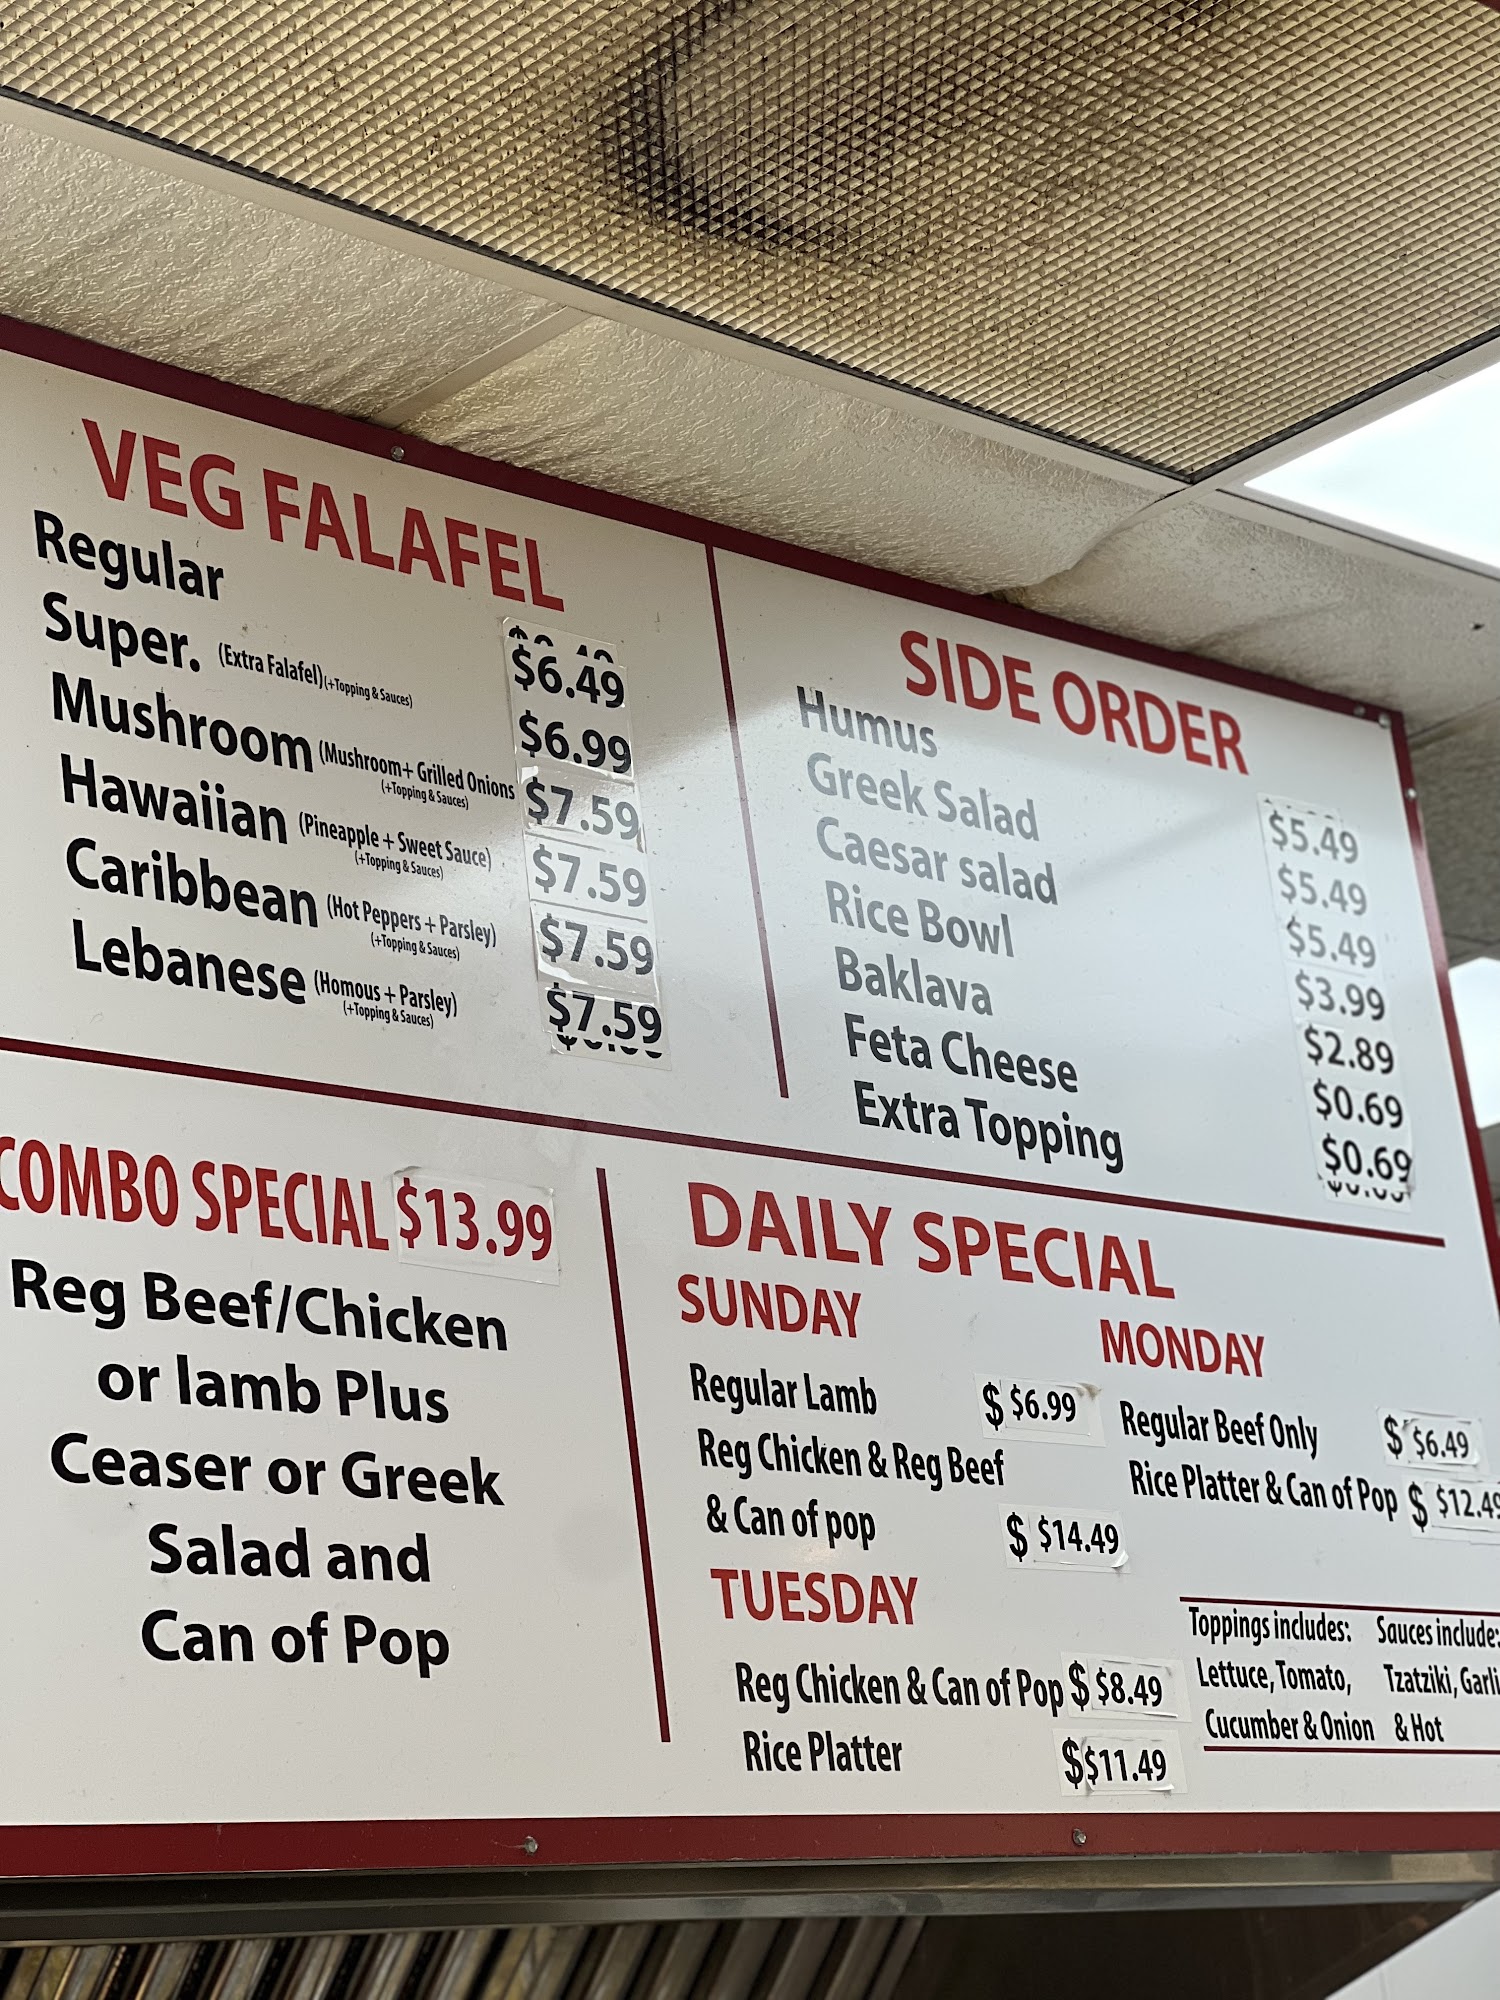 VEG FALAFEL
Regular $6.49
Super. (Extra Falafel) (+Topping & Sauces) $6.99
Mushroom (Mushroom+ Grilled Onions $7.59
(+Topping & Sauces)
Hawaiian (Pineapple + Sweet Sauce) $7.59
(+Topping & Sauces)
Caribbean (Hot Peppers + Parsley) $7.59
(+Topping & Sauces)
Lebanese (Homous + Parsley) $7.59
(+Topping & Sauces)
SIDE ORDER
Humus $5.49
Greek Salad $5.49
Caesar salad $5.49
Rice Bowl $3.99
Baklava $2.89
Feta Cheese $0.69
Extra Topping $0.69
COMBO SPECIAL $13.99
Reg Beef/Chicken
or lamb Plus
Ceaser or Greek
Salad and
Can of Pop
DAILY SPECIAL
SUNDAY
Regular Lamb $ $6.99
Reg Chicken & Reg Beef
& Can of pop $ $14.49
MONDAY
Regular Beef Only $ $6.49
Rice Platter & Can of Pop $ $12.49
TUESDAY
Reg Chicken & Can of Pop $ $8.49
Rice Platter $ $11.49
Toppings includes:
Lettuce, Tomato,
Cucumber & Onion
Sauces include:
Tzatziki, Garli
& Hot